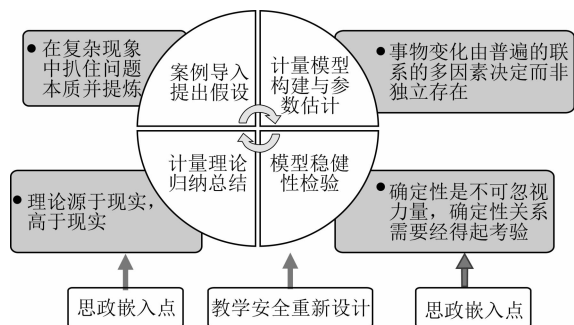 ● 在复杂现象
中扒住问题
本质并提炼
案例导入
提出假设
计量模型
构建与参
数估计
● 事物变化由普遍的联
系的多因素决定而非
独立存在
● 理论源于现实，
高于现实
计量理论
归纳总结
模型稳健
性检验
● 确定性是不可忽视
力量，确定性关系
需要经得起考验
思政嵌入点
教学安全重新设计
思政嵌入点